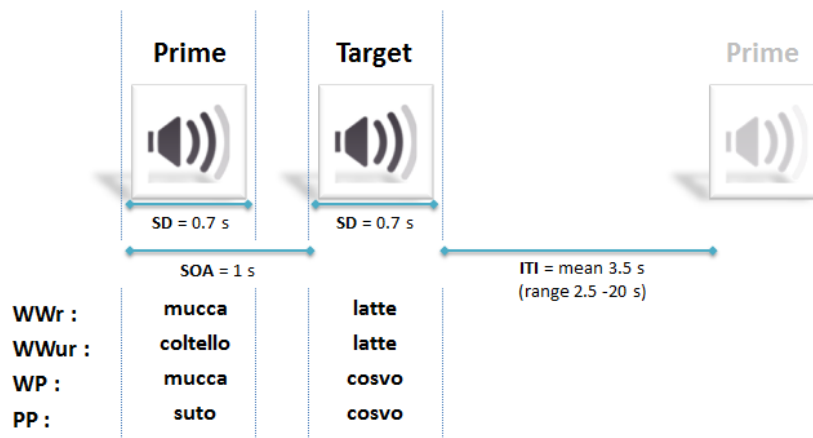 Prime Target Prime
SD = 0.7 s SD = 0.7 s
SOA = 1 s ITI = mean 3.5 s
(range 2.5 -20 s)
WWr : mucca latte
WWur : coltello latte
WP : mucca cosvo
PP : suto cosvo